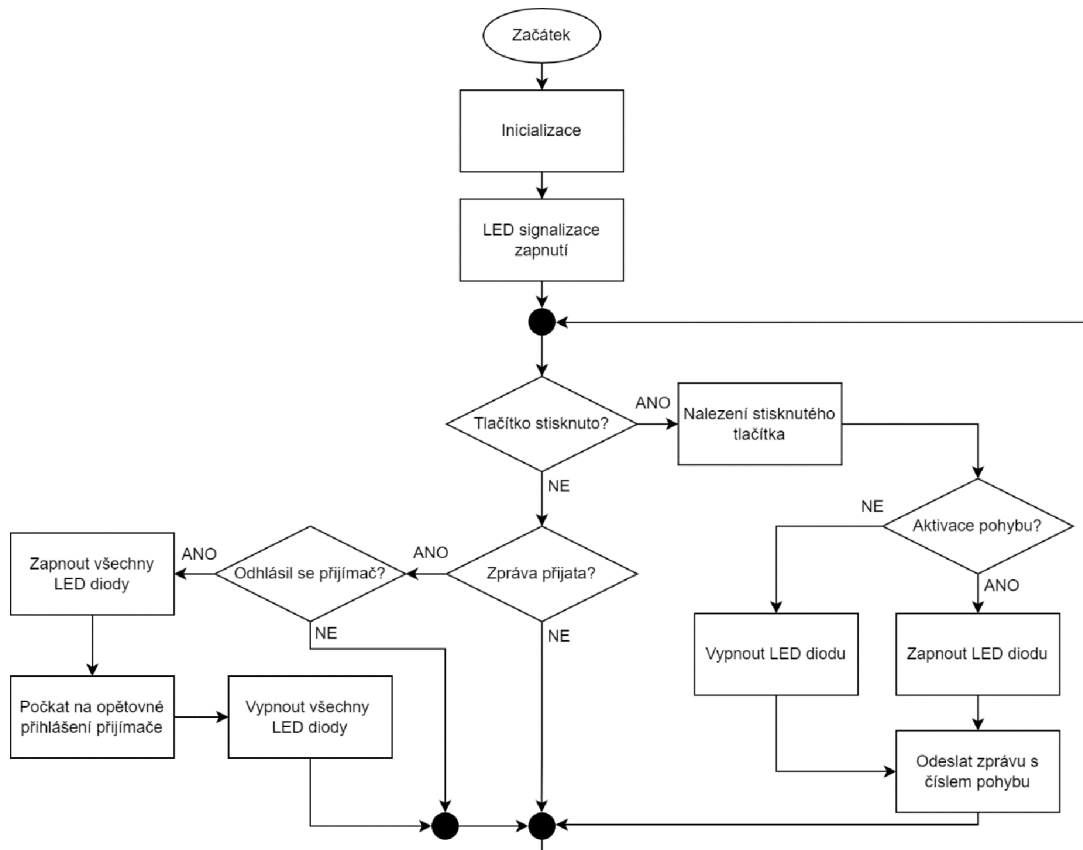 Začátek
Inicializace
LED signalizace
zapnutí
Tlačítko stisknuto?
ANO
Nalezení stisknutého
tlačítka
NE
Aktivace pohybu?
NE
ANO
Zpráva přijata?
ANO
Odhlásil se přijímač?
ANO
Zapnout všechny
LED diody
NE
NE
Vypnout LED diodu
Zapnout LED diodu
Počkat na opětovné
přihlášení přijímače
Vypnout všechny
LED diody
Odeslat zprávu s
číslem pohybu